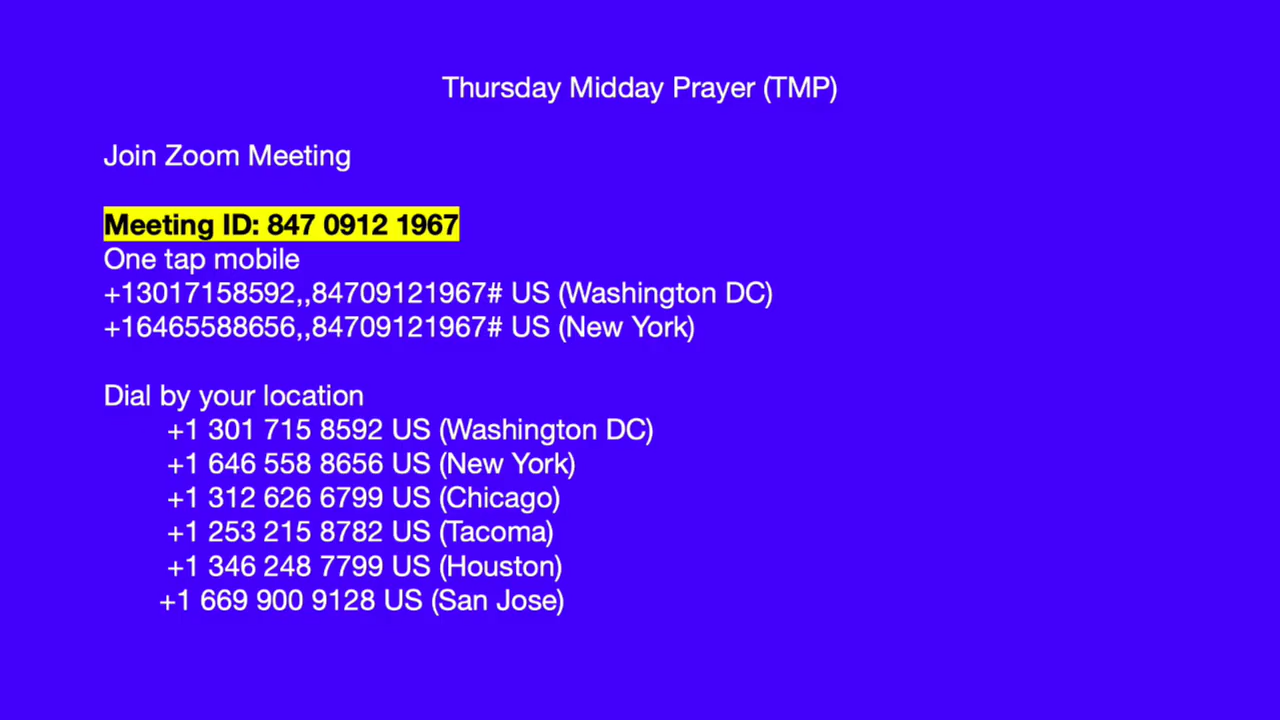 Thursday Midday Prayer (TMP)
Join Zoom Meeting
Meeting ID: 847 0912 1967
One tap mobile
+13017158592,,84709121967# US (Washington DC)
+16465588656,,84709121967# US (New York)
Dial by your location
+1 301 715 8592 US (Washington DC)
+1 646 558 8656 US (New York)
+1 312 626 6799 US (Chicago)
+1 253 215 8782 US (Tacoma)
+1 346 248 7799 US (Houston)
+1 669 900 9128 US (San Jose)